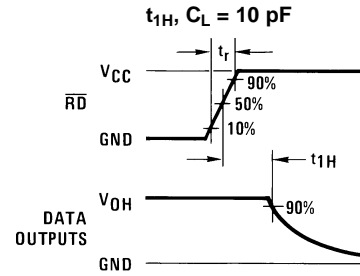 t1H, CL = 10 pF
tr
VCC
90%
RD
50%
10%
GND
t1H
VOH
90%
DATA
OUTPUTS
GND